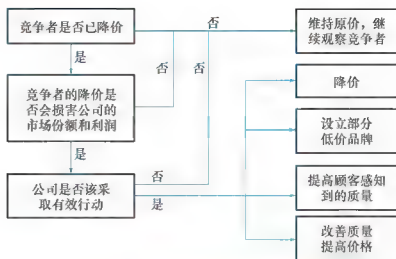 竞争者是否已降价
否
维持原价，继
续观察竞争者
是
否
否
竞争者的降价是
否会损害公司的
市场份额和利润
降价
设立部分
低价品牌
是
公司是否该采
取有效行动
否
是
提高顾客感知
到的质量
改善质量
提高价格